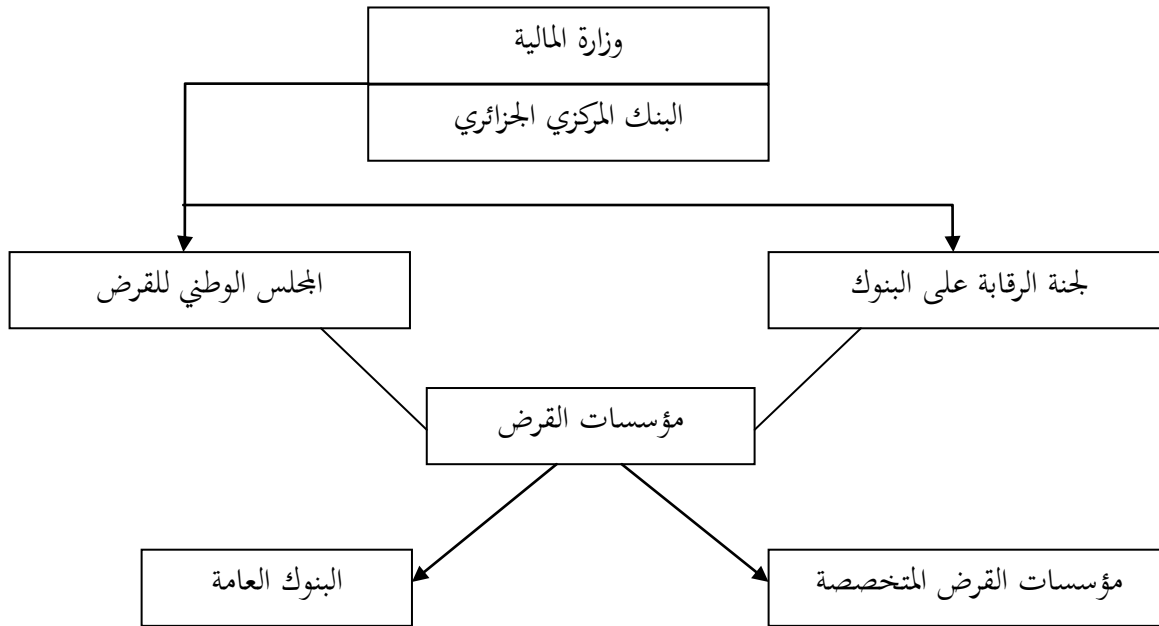 وزارة المالية
البنك المركزي الجزائري
لجنة الرقابة على البنوك
المجلس الوطني للقرض
مؤسسات القرض
مؤسسات القرض المتخصصة
البنوك العامة